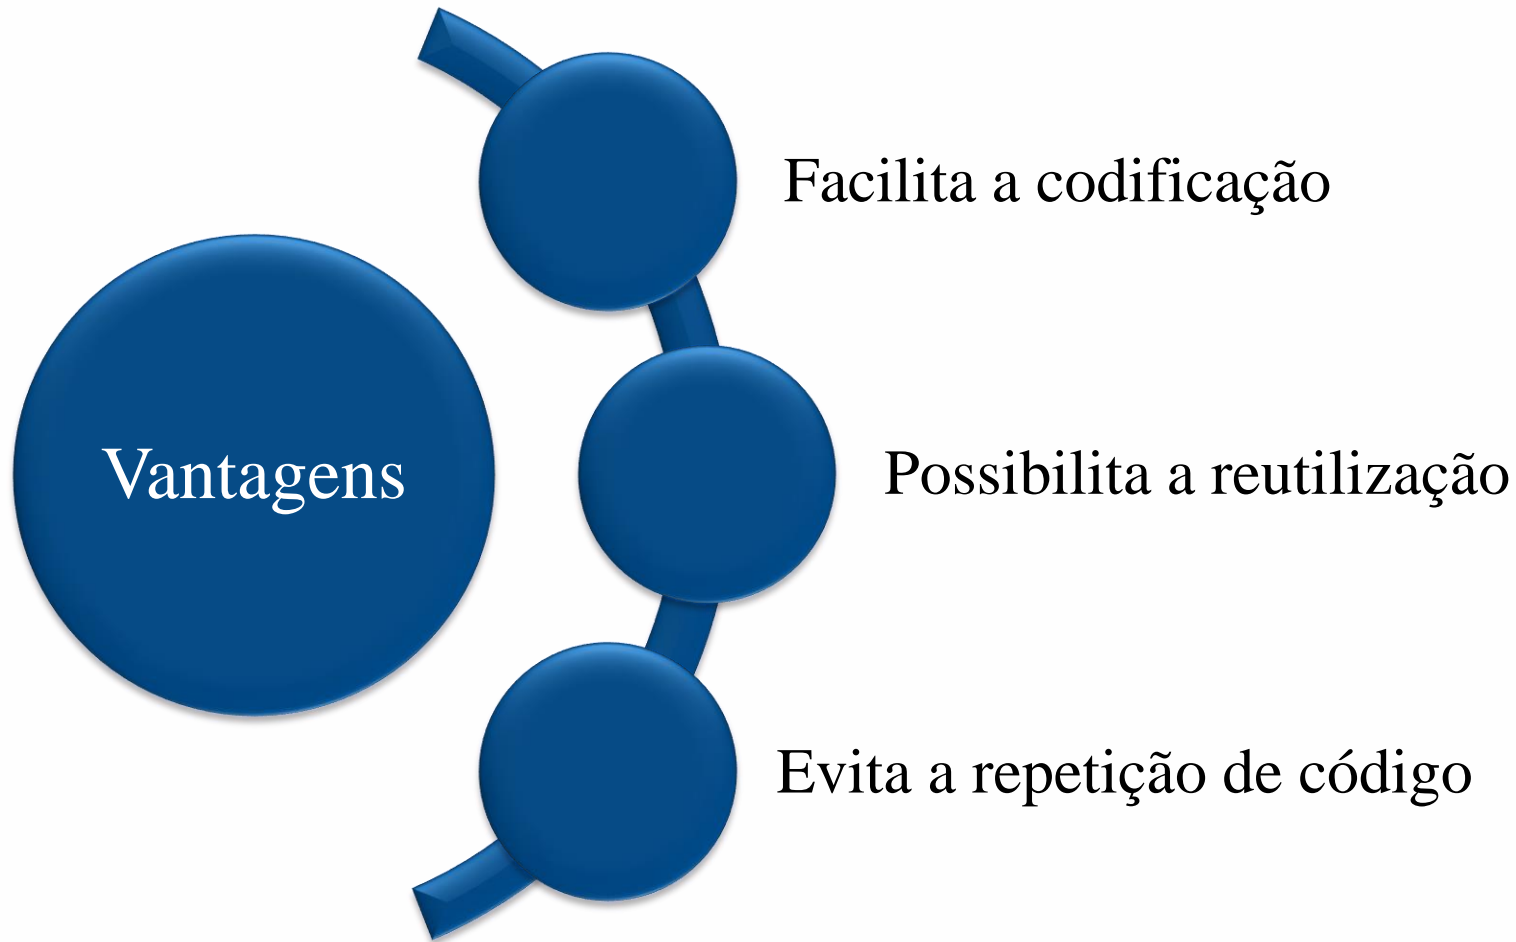 Facilita a codificação
Vantagens
Possibilita a reutilização
Evita a repetição de código